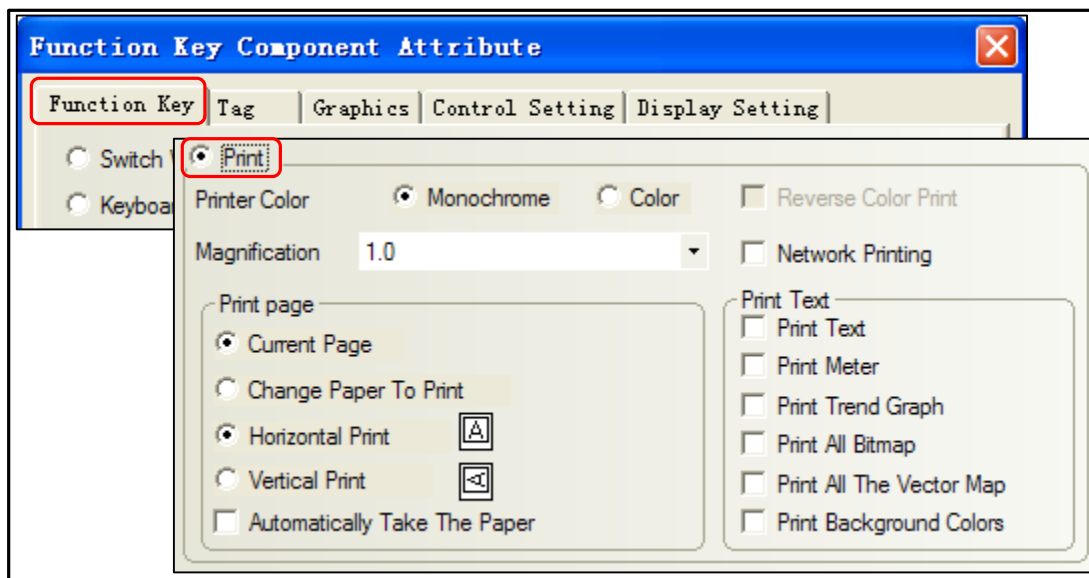 Function Key Component Attribute
Function Key Tag Graphics Control Setting Display Setting
Switch
Print
Keyboar
Printer Color Monochrome Color Reverse Color Print
Magnification 1.0 Network Printing
Print page
Current Page
Change Paper To Print
Horizontal Print A
Vertical Print A
Automatically Take The Paper
Print Text
Print Text
Print Meter
Print Trend Graph
Print All Bitmap
Print All The Vector Map
Print Background Colors